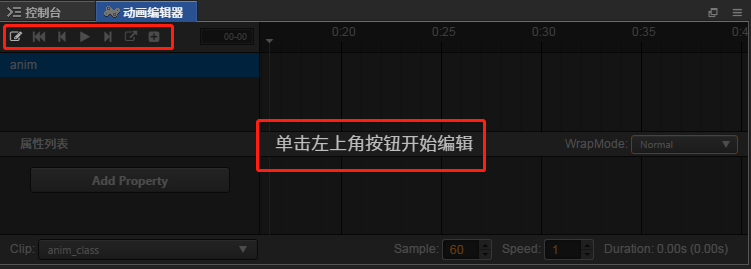 控制台 动画编辑器
00-00 0:20 0:25 0:30 0:35 0:4
anim
属性列表 单击左上角按钮开始编辑 WrapMode: Normal
Add Property
Clip: anim_class Sample: 60 Speed: 1 Duration: 0.00s (0.00s)